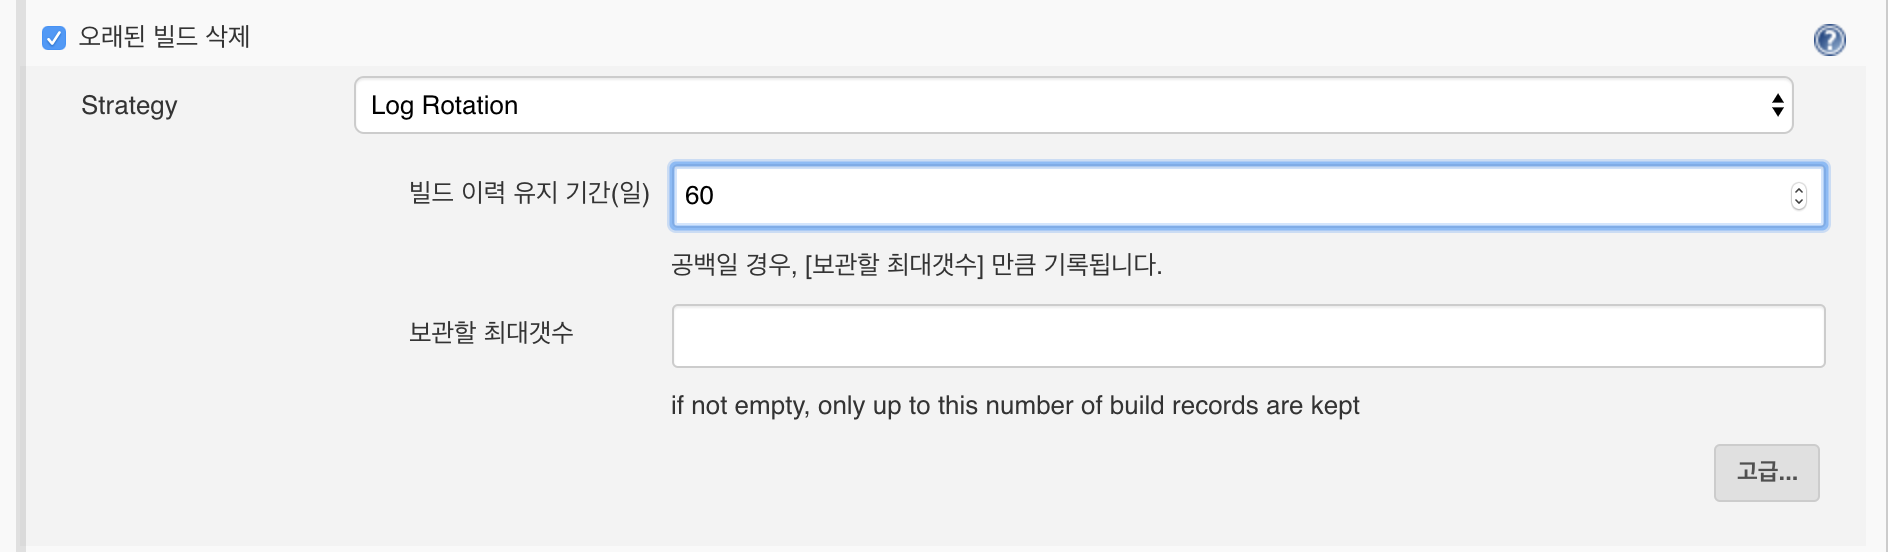 오래된 빌드 삭제
?
Strategy
Log Rotation
빌드 이력 유지 기간(일)
60
공백일 경우, [보관할 최대갯수] 만큼 기록됩니다.
보관할 최대갯수
if not empty, only up to this number of build records are kept
고급...